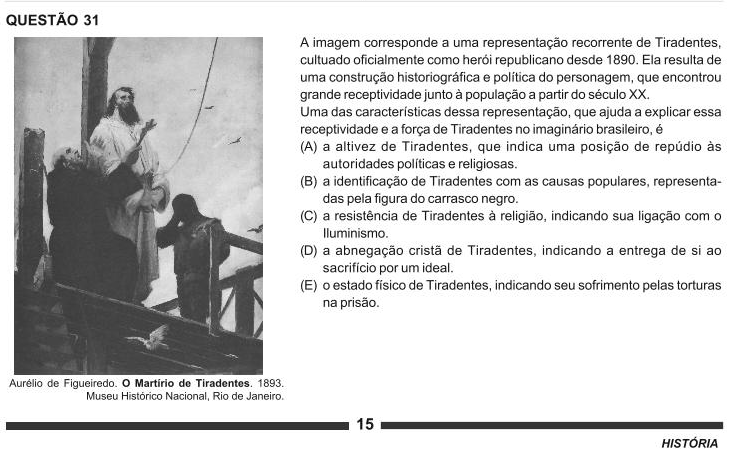 QUESTÃO 31
A imagem corresponde a uma representação recorrente de Tiradentes,
cultuado oficialmente como herói republicano desde 1890. Ela resulta de
uma construção historiográfica e política do personagem, que encontrou
grande receptividade junto à população a partir do século XX.
Uma das características dessa representação, que ajuda a explicar essa
receptividade e a força de Tiradentes no imaginário brasileiro, é
(A) a altivez de Tiradentes, que indica uma posição de repúdio às
autoridades políticas e religiosas.
(B) a identificação de Tiradentes com as causas populares, representa-
das pela figura do carrasco negro.
(C) a resistência de Tiradentes à religião, indicando sua ligação com o
Iluminismo.
(D) a abnegação cristã de Tiradentes, indicando a entrega de si ao
sacrifício por um ideal.
(E) o estado físico de Tiradentes, indicando seu sofrimento pelas torturas
na prisão.
Aurélio de Figueiredo. O Martírio de Tiradentes. 1893.
Museu Histórico Nacional, Rio de Janeiro.
15
HISTÓRIA